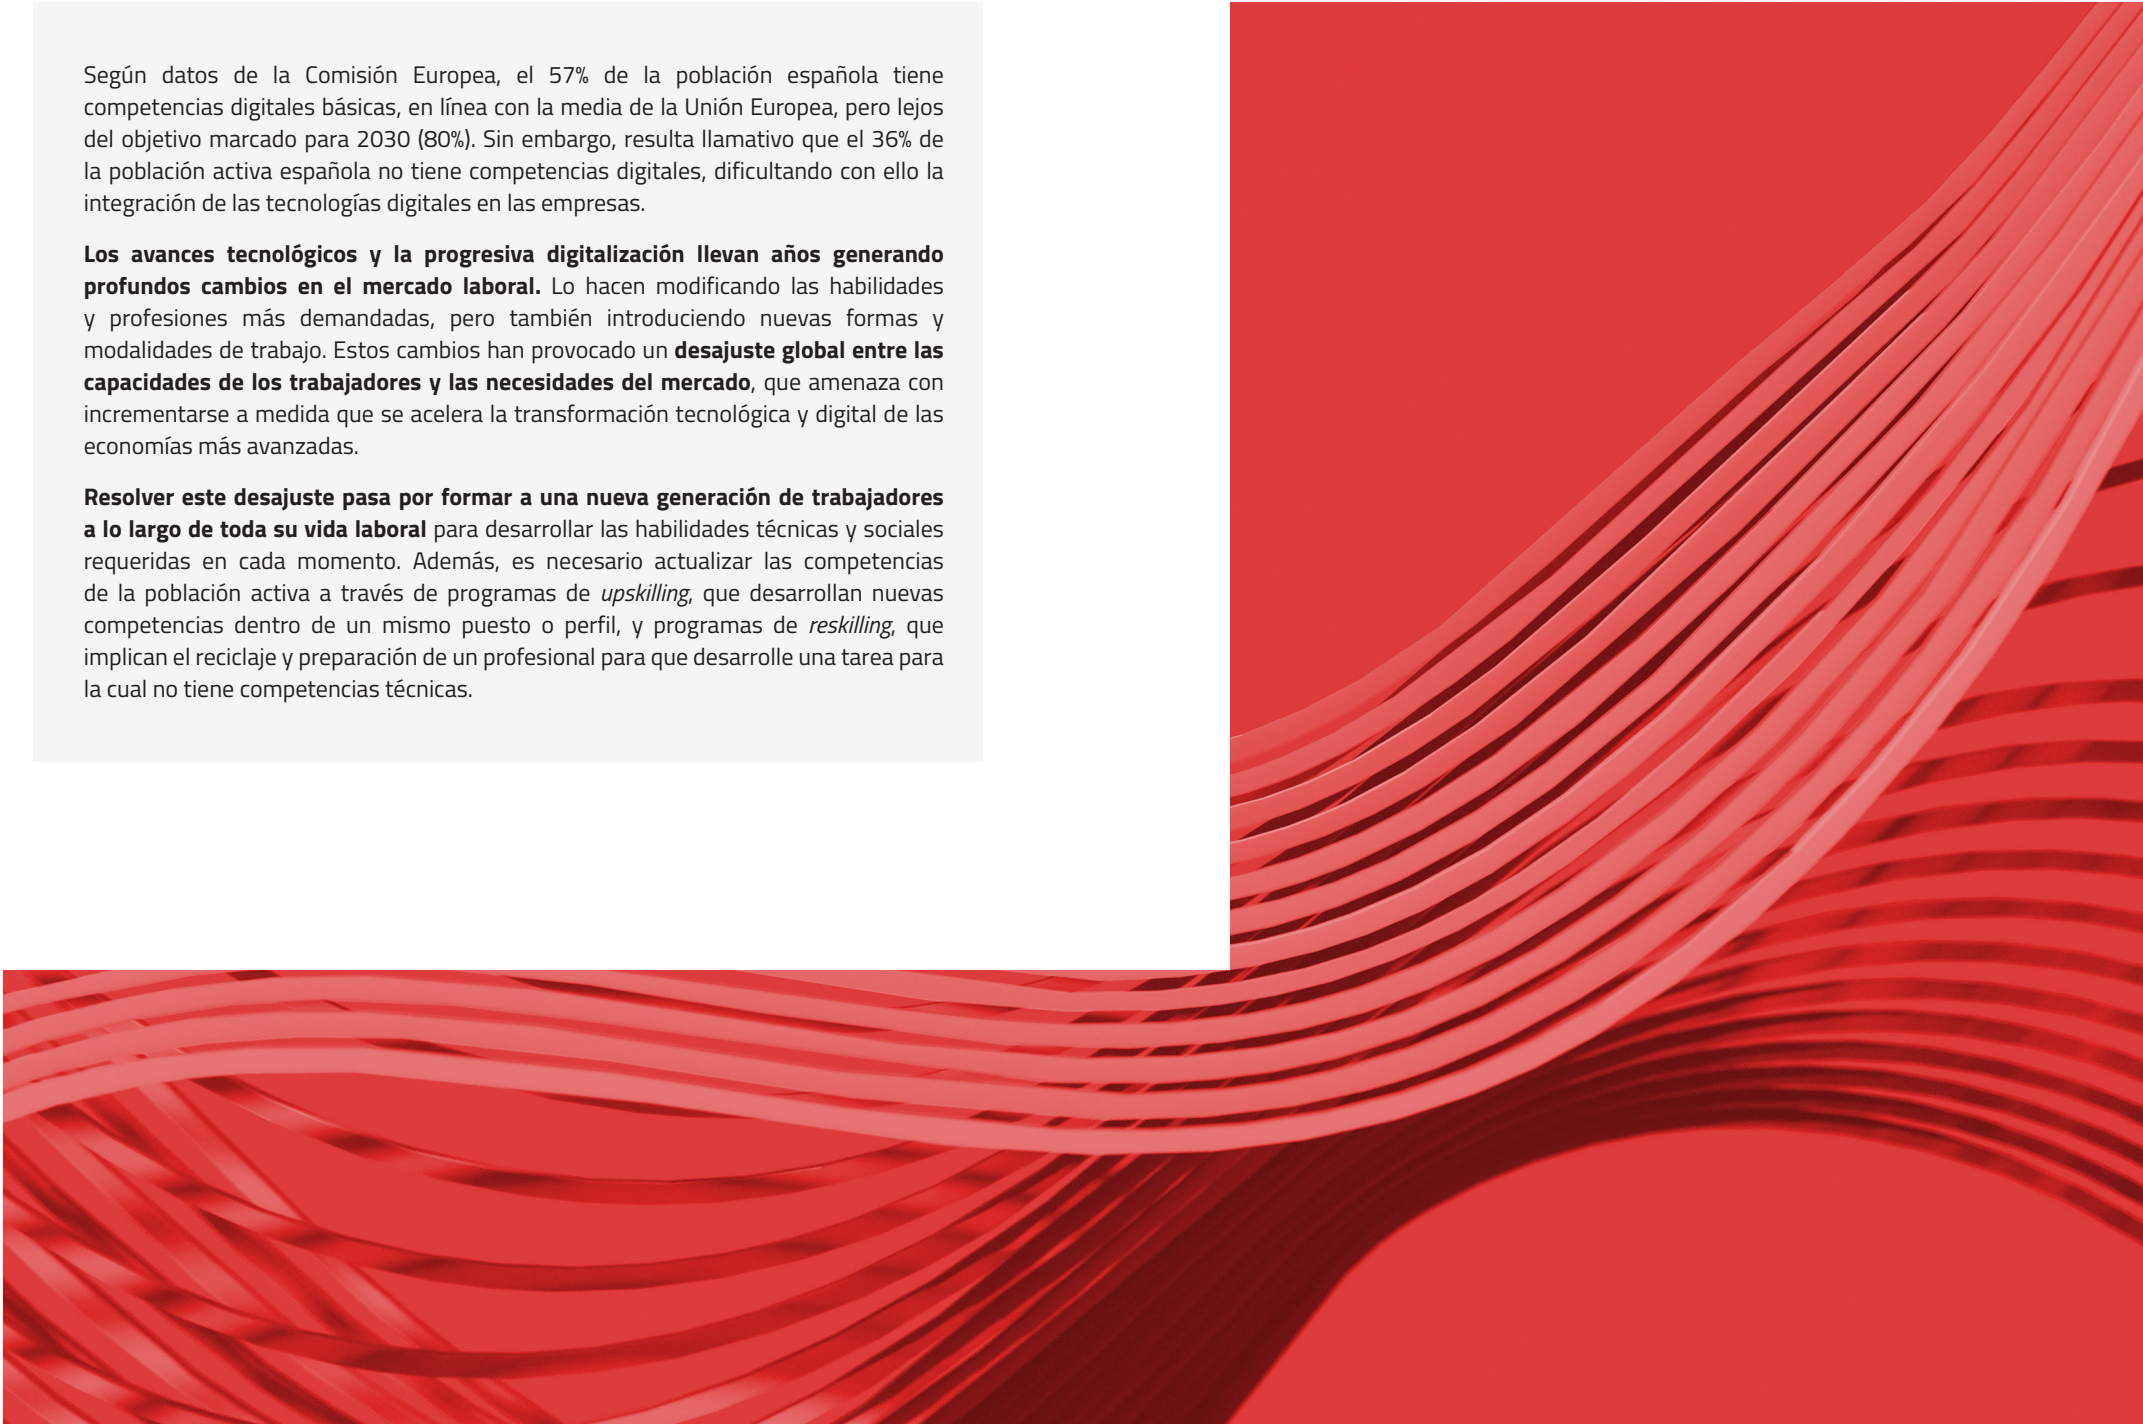 Según datos de la Comisión Europea, el 57% de la población española tiene
competencias digitales básicas, en línea con la media de la Unión Europea, pero lejos
del objetivo marcado para 2030 (80%). Sin embargo, resulta llamativo que el 36% de
la población activa española no tiene competencias digitales, dificultando con ello la
integración de las tecnologías digitales en las empresas.
Los avances tecnológicos y la progresiva digitalización llevan años generando
profundos cambios en el mercado laboral. Lo hacen modificando las habilidades
y profesiones más demandadas, pero también introduciendo nuevas formas y
modalidades de trabajo. Estos cambios han provocado un desajuste global entre las
capacidades de los trabajadores y las necesidades del mercado, que amenaza con
incrementarse a medida que se acelera la transformación tecnológica y digital de las
economías más avanzadas.
Resolver este desajuste pasa por formar a una nueva generación de trabajadores
a lo largo de toda su vida laboral para desarrollar las habilidades técnicas y sociales
requeridas en cada momento. Además, es necesario actualizar las competencias
de la población activa a través de programas de upskilling, que desarrollan nuevas
competencias dentro de un mismo puesto o perfil, y programas de reskilling, que
implican el reciclaje y preparación de un profesional para que desarrolle una tarea para
la cual no tiene competencias técnicas.